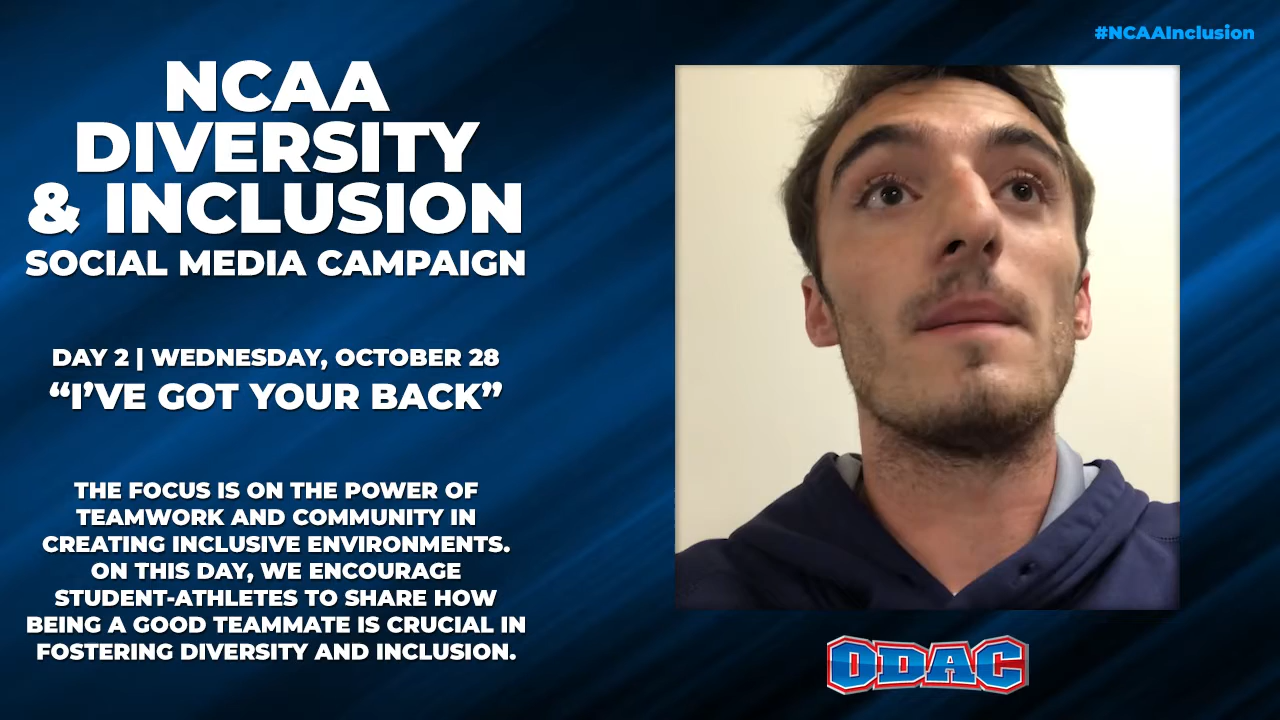 #NCAAInclusion
NCAA
DIVERSITY
& INCLUSION
SOCIAL MEDIA CAMPAIGN
DAY 2 | WEDNESDAY, OCTOBER 28
“I’VE GOT YOUR BACK”
THE FOCUS IS ON THE POWER OF
TEAMWORK AND COMMUNITY IN
CREATING INCLUSIVE ENVIRONMENTS.
ON THIS DAY, WE ENCOURAGE
STUDENT-ATHLETES TO SHARE HOW
BEING A GOOD TEAMMATE IS CRUCIAL IN
FOSTERING DIVERSITY AND INCLUSION.
ODAC